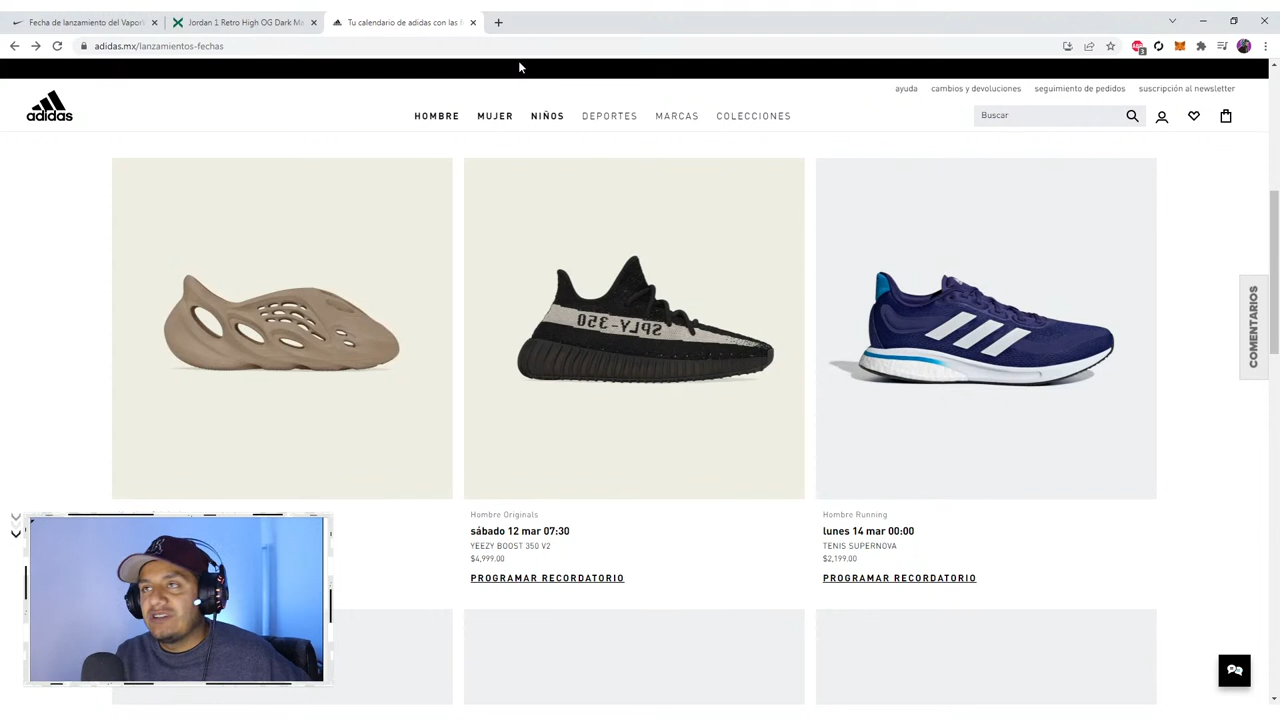 Fecha de lanzamiento del Vapori
Jordan 1 Retro High OG Dark Ma
Tu calendario de adidas con las f
adidas.mx/lanzamientos-fechas
ayuda
cambios y devoluciones
seguimiento de pedidos
suscripción al newsletter
adidas
HOMBRE
MUJER
NIÑOS
DEPORTES
MARCAS
COLECCIONES
Buscar
SPLY-350
COMENTARIOS
Hombre Originals
sábado 12 mar 07:30
YEEZY BOOST 350 V2
$4,999.00
PROGRAMAR RECORDATORIO
Hombre Running
lunes 14 mar 00:00
TENIS SUPERNOVA
$2,199.00
PROGRAMAR RECORDATORIO